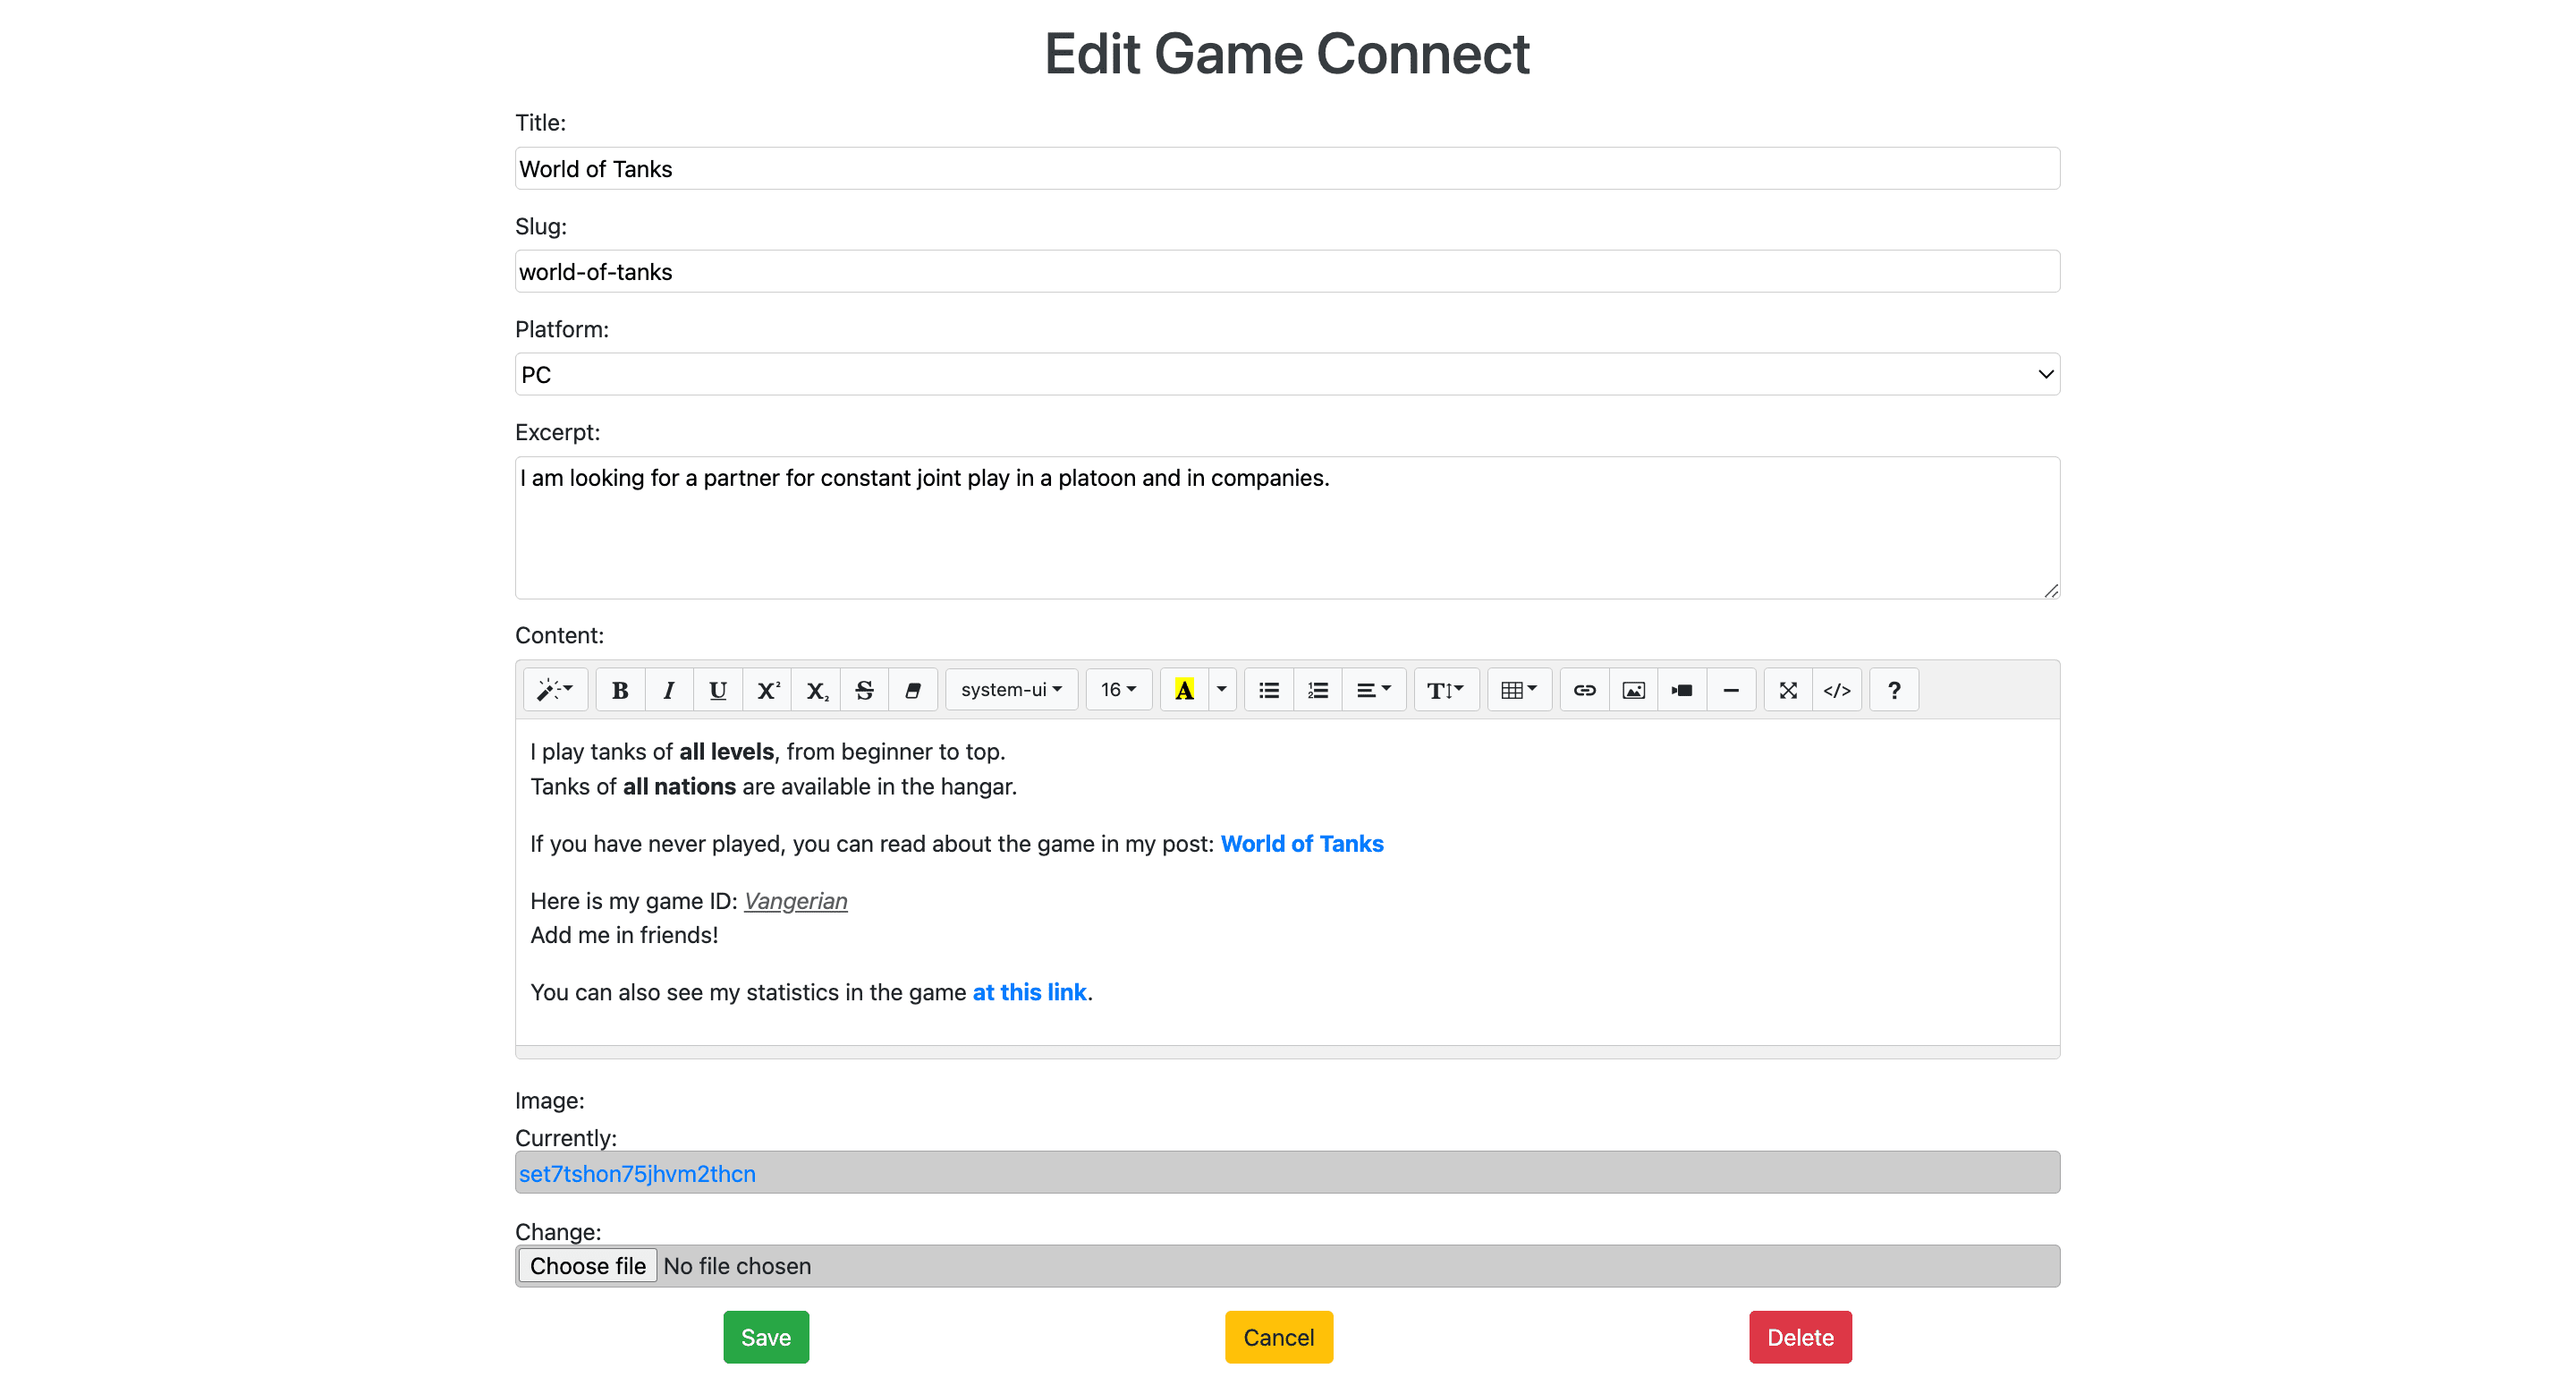 Edit Game Connect
Title:
World of Tanks
Slug:
world-of-tanks
Platform:
PC
Excerpt:
I am looking for a partner for constant joint play in a platoon and in companies.
Content:
B I U X² X₂ S system-ui 16 A T </> ?
I play tanks of all levels, from beginner to top.
Tanks of all nations are available in the hangar.
If you have never played, you can read about the game in my post: World of Tanks
Here is my game ID: Vangerian
Add me in friends!
You can also see my statistics in the game at this link.
Image:
Currently:
set7tshon75jhvm2thcn
Change:
Choose file No file chosen
Save Cancel Delete